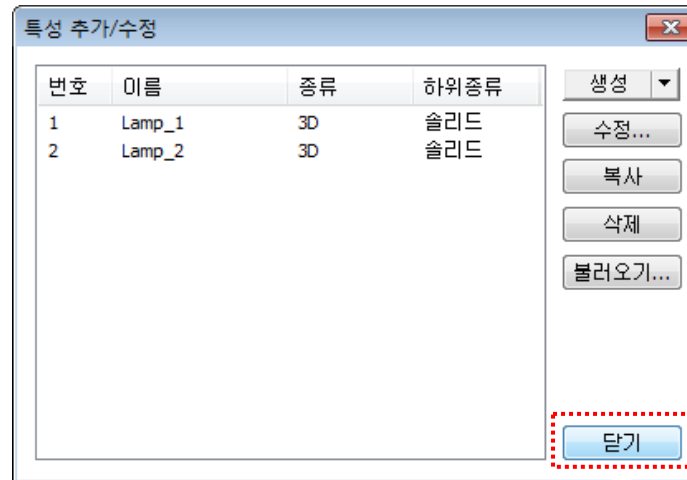 특성 추가/수정
번호 이름 종류 하위종류
1 Lamp_1 3D 솔리드
2 Lamp_2 3D 솔리드
생성
수정...
복사
삭제
불러오기...
닫기